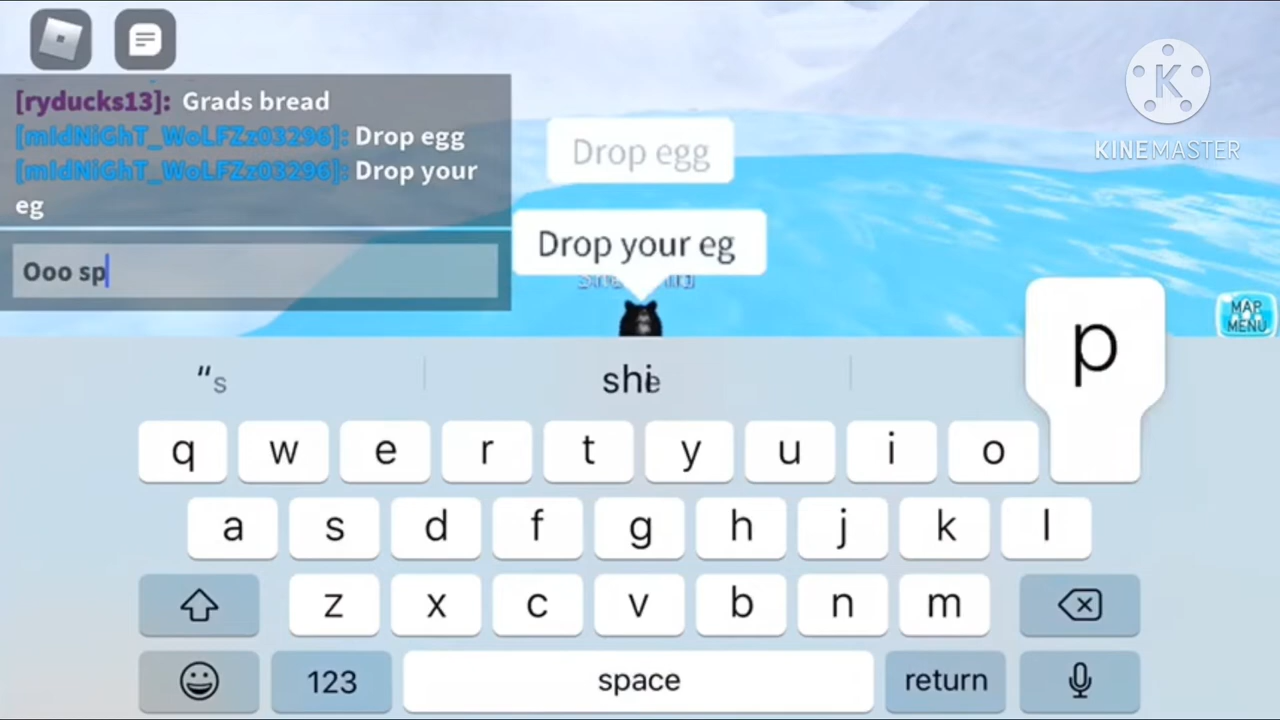 [ryducks13]: Grads bread
[mIdNiGhT_WoLFZz03296]: Drop egg
[mIdNiGhT_WoLFZz03296]: Drop your
eg
Ooo sp
Drop egg
Drop your eg
KINEMASTER
MAP
MENU
p
“s
q w e r t y u i o
a s d f g h j k l
z x c v b n m
123 space return